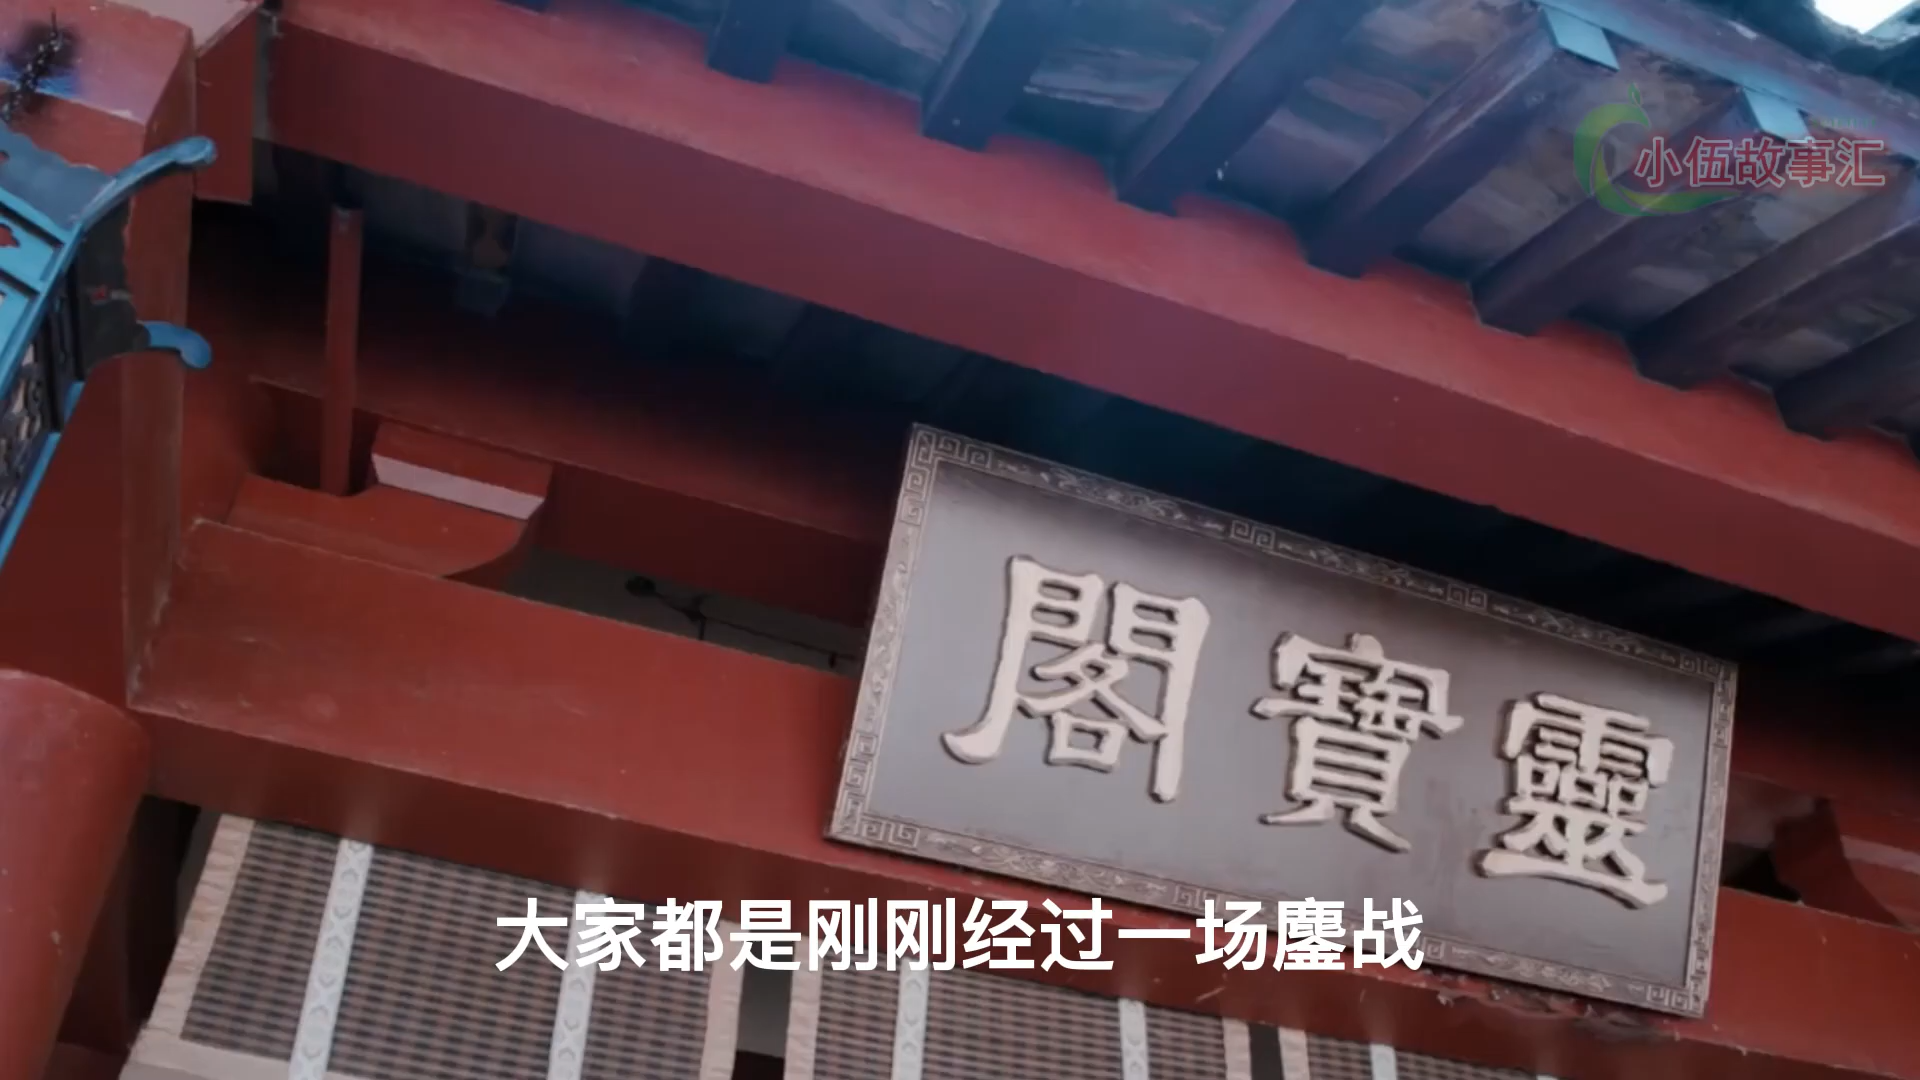 小伍故事汇
靈寶閣
大家都是刚刚经过一场鏖战